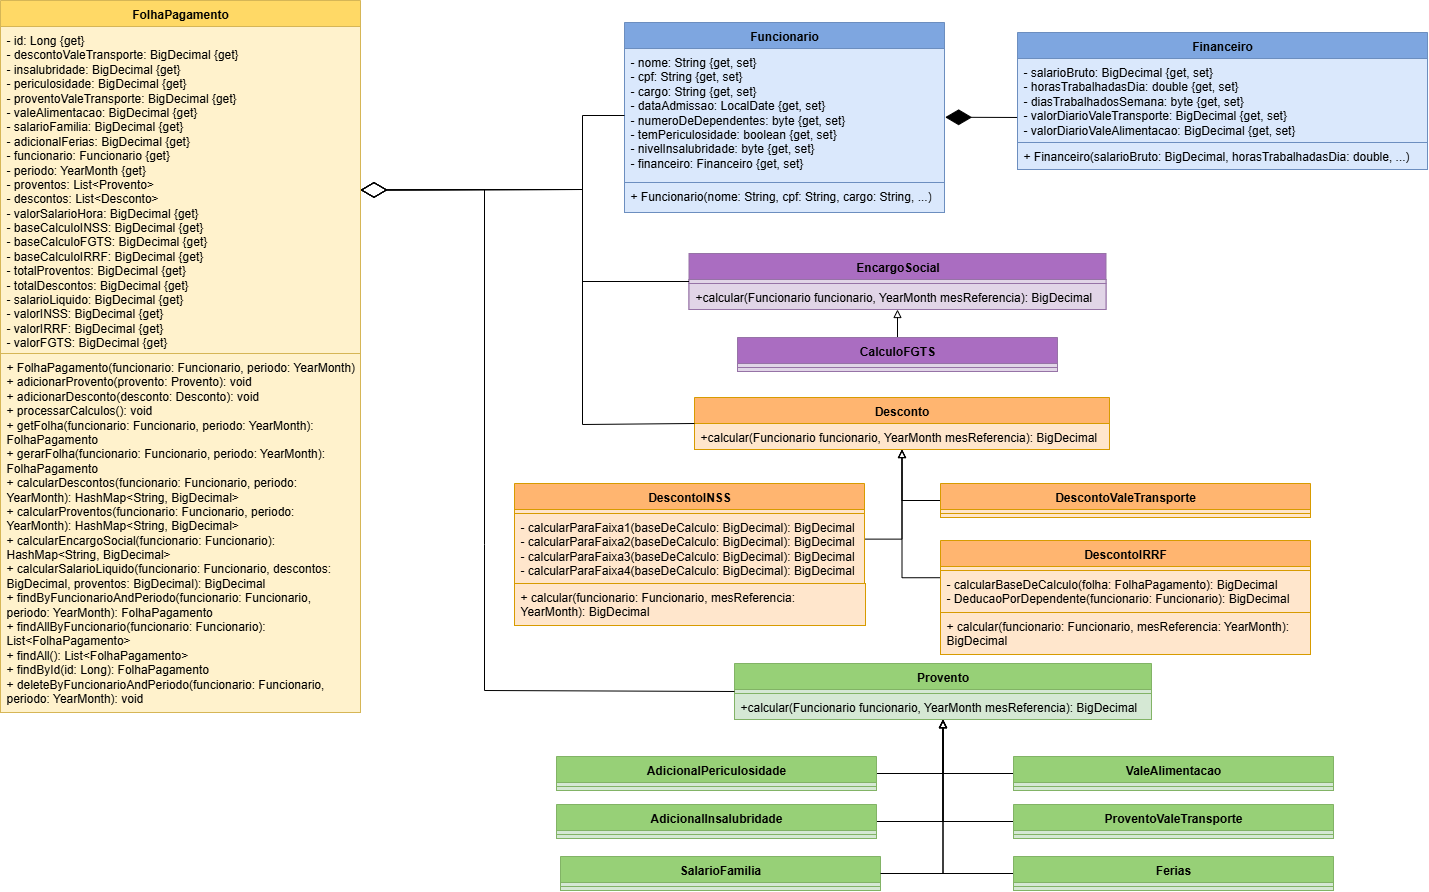 FolhaPagamento
- id: Long {get}
- descontoValeTransporte: BigDecimal {get}
- insalubridade: BigDecimal {get}
- periculosidade: BigDecimal {get}
- proventoValeTransporte: BigDecimal {get}
- valeAlimentacao: BigDecimal {get}
- salarioFamilia: BigDecimal {get}
- adicionalFerias: BigDecimal {get}
- funcionario: Funcionario {get}
- periodo: YearMonth {get}
- proventos: List<Provento>
- descontos: List<Desconto>
- valorSalarioHora: BigDecimal {get}
- baseCalculoINSS: BigDecimal {get}
- baseCalculoFGTS: BigDecimal {get}
- baseCalculoIRRF: BigDecimal {get}
- totalProventos: BigDecimal {get}
- totalDescontos: BigDecimal {get}
- salarioLiquido: BigDecimal {get}
- valorINSS: BigDecimal {get}
- valorIRRF: BigDecimal {get}
- valorFGTS: BigDecimal {get}
+ FolhaPagamento(funcionario: Funcionario, periodo: YearMonth)
+ adicionarProvento(provento: Provento): void
+ adicionarDesconto(desconto: Desconto): void
+ processarCalculos(): void
+ getFolha(funcionario: Funcionario, periodo: YearMonth):
FolhaPagamento
+ gerarFolha(funcionario: Funcionario, periodo: YearMonth):
FolhaPagamento
+ calcularDescontos(funcionario: Funcionario, periodo:
YearMonth): HashMap<String, BigDecimal>
+ calcularProventos(funcionario: Funcionario, periodo:
YearMonth): HashMap<String, BigDecimal>
+ calcularEncargoSocial(funcionario: Funcionario):
HashMap<String, BigDecimal>
+ calcularSalarioLiquido(funcionario: Funcionario, descontos:
BigDecimal, proventos: BigDecimal): BigDecimal
+ findByFuncionarioAndPeriodo(funcionario: Funcionario,
periodo: YearMonth): FolhaPagamento
+ findAllByFuncionario(funcionario: Funcionario):
List<FolhaPagamento>
+ findAll(): List<FolhaPagamento>
+ findById(id: Long): FolhaPagamento
+ deleteByFuncionarioAndPeriodo(funcionario: Funcionario,
periodo: YearMonth): void
Funcionario
- nome: String {get, set}
- cpf: String {get, set}
- cargo: String {get, set}
- dataAdmissao: LocalDate {get, set}
- numeroDeDependentes: byte {get, set}
- temPericulosidade: boolean {get, set}
- nivelInsalubridade: byte {get, set}
- financeiro: Financeiro {get, set}
+ Funcionario(nome: String, cpf: String, cargo: String, ...)
Financeiro
- salarioBruto: BigDecimal {get, set}
- horasTrabalhadasDia: double {get, set}
- diasTrabalhadosSemana: byte {get, set}
- valorDiarioValeTransporte: BigDecimal {get, set}
- valorDiarioValeAlimentacao: BigDecimal {get, set}
+ Financeiro(salarioBruto: BigDecimal, horasTrabalhadasDia: double, ...)
EncargoSocial
+calcular(Funcionario funcionario, YearMonth mesReferencia): BigDecimal
CalculoFGTS
Desconto
+calcular(Funcionario funcionario, YearMonth mesReferencia): BigDecimal
DescontoINSS
- calcularParaFaixa1(baseDeCalculo: BigDecimal): BigDecimal
- calcularParaFaixa2(baseDeCalculo: BigDecimal): BigDecimal
- calcularParaFaixa3(baseDeCalculo: BigDecimal): BigDecimal
- calcularParaFaixa4(baseDeCalculo: BigDecimal): BigDecimal
+ calcular(funcionario: Funcionario, mesReferencia:
YearMonth): BigDecimal
DescontoValeTransporte
DescontoIRRF
- calcularBaseDeCalculo(folha: FolhaPagamento): BigDecimal
- DeducaoPorDependente(funcionario: Funcionario): BigDecimal
+ calcular(funcionario: Funcionario, mesReferencia: YearMonth):
BigDecimal
Provento
+calcular(Funcionario funcionario, YearMonth mesReferencia): BigDecimal
AdicionalPericulosidade
ValeAlimentacao
AdicionalInsalubridade
ProventoValeTransporte
SalarioFamilia
Ferias